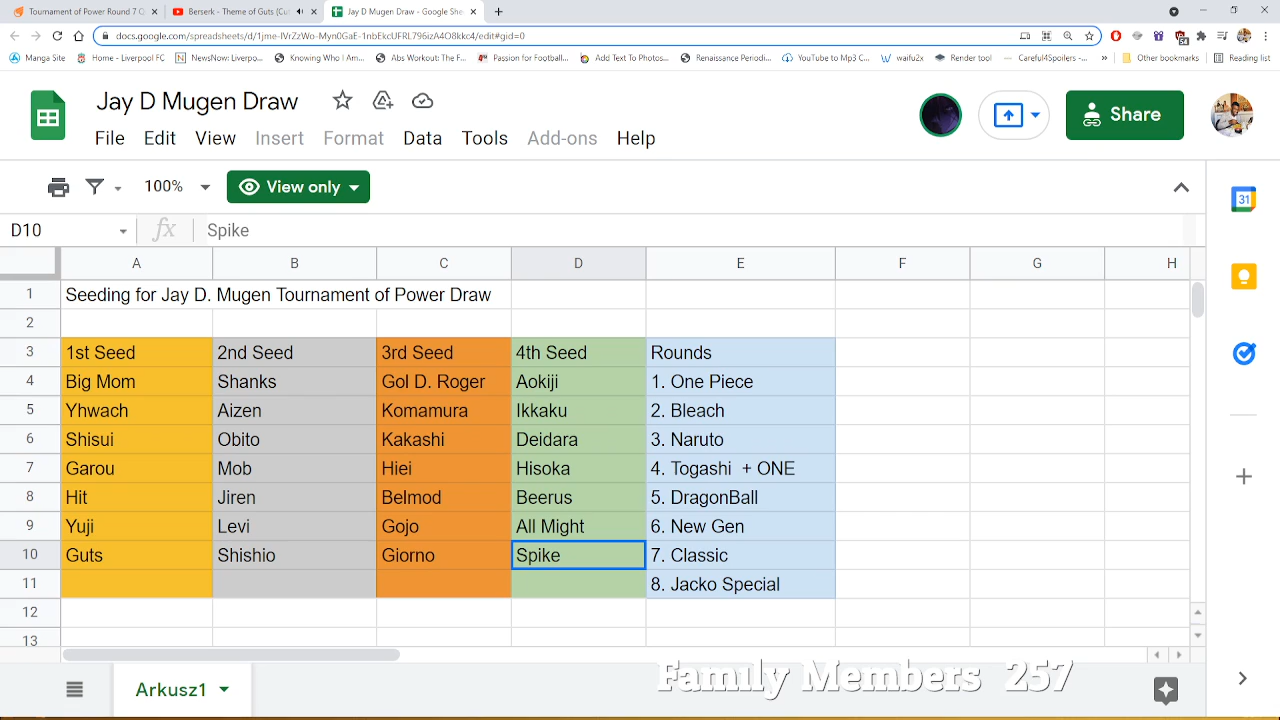 Tournament of Power Round 7 O
Berserk - Theme of Guts (Cut
Jay D Mugen Draw - Google She
docs.google.com/spreadsheets/d/1jme-IVrZzWo-Myn0GaE-1nbEkcUFRL796izA4O8kkc4/edit#gid=0
Manga Site
Home - Liverpool FC
NewsNow: Liverpo...
Knowing Who I Am...
Abs Workout: The F...
Passion for Football...
Add Text To Photos...
Renaissance Periodi...
YouTube to Mp3 C...
waifu2x
Render tool
Careful4Spoilers -...
Other bookmarks
Reading list
Jay D Mugen Draw
File Edit View Insert Format Data Tools Add-ons Help
Share
100% View only
D10 fx Spike
A B C D E F G H
1 Seeding for Jay D. Mugen Tournament of Power Draw
2
3 1st Seed 2nd Seed 3rd Seed 4th Seed Rounds
4 Big Mom Shanks Gol D. Roger Aokiji 1. One Piece
5 Yhwach Aizen Komamura Ikkaku 2. Bleach
6 Shisui Obito Kakashi Deidara 3. Naruto
7 Garou Mob Hiei Hisoka 4. Togashi + ONE
8 Hit Jiren Belmod Beerus 5. DragonBall
9 Yuji Levi Gojo All Might 6. New Gen
10 Guts Shishio Giorno Spike 7. Classic
11 8. Jacko Special
12
13
31
Arkusz1
Family Members 257